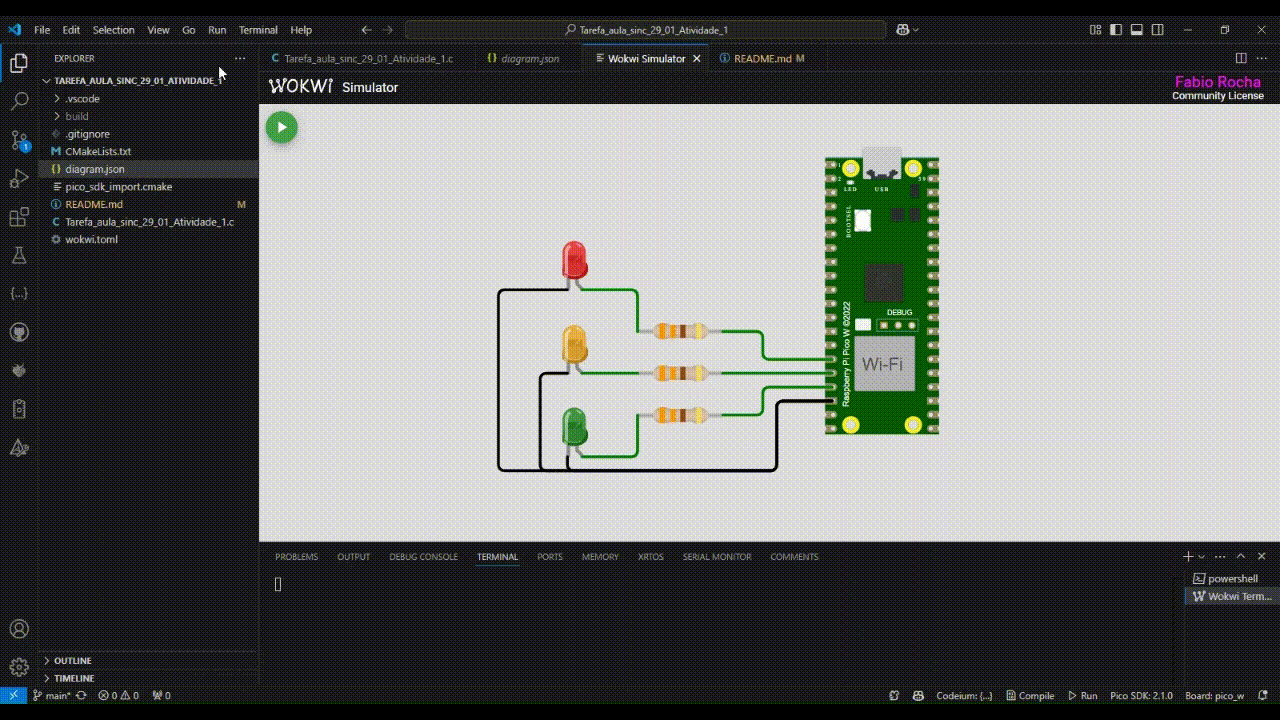 File Edit Selection View Go Run Terminal Help
Tarefa_aula_sinc_29_01_Atividade_1
EXPLORER
Tarefa_aula_sinc_29_01_Atividade_1.c
diagram.json
Wokwi Simulator
README.md M
TAREFA_AULA_SINC_29_01_ATIVIDADE_1
.vscode
build
.gitignore
CMakeLists.txt
diagram.json
pico_sdk_import.cmake
README.md M
Tarefa_aula_sinc_29_01_Atividade_1.c
wokwi.toml
WOKWI Simulator
Fabio Rocha
Community License
LED USB
BOOTSEL
DEBUG
Raspberry Pi Pico W ©2022
Wi-Fi
PROBLEMS OUTPUT DEBUG CONSOLE TERMINAL PORTS MEMORY XRTOS SERIAL MONITOR COMMENTS
powershell
Wokwi Term...
OUTLINE
TIMELINE
main* 0 0 0 Codeium: {...} Compile Run Pico SDK: 2.1.0 Board: pico_w